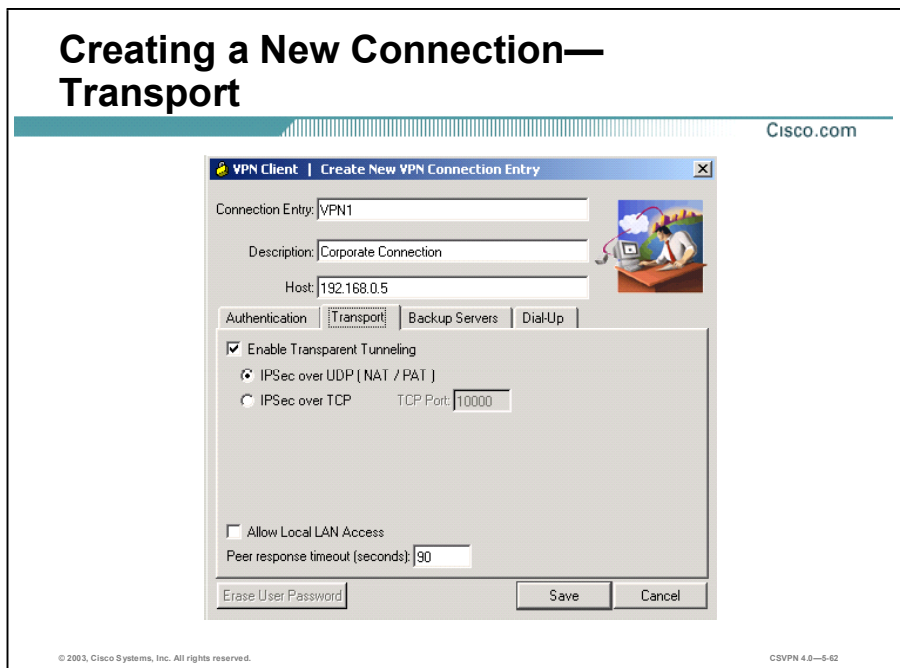 Creating a New Connection—
Transport
Cisco.com
VPN Client | Create New VPN Connection Entry
Connection Entry: VPN1
Description: Corporate Connection
Host: 192.168.0.5
Authentication Transport Backup Servers Dial-Up
Enable Transparent Tunneling
IPSec over UDP ( NAT / PAT )
IPSec over TCP TCP Port: 10000
Allow Local LAN Access
Peer response timeout (seconds): 90
Erase User Password Save Cancel
© 2003, Cisco Systems, Inc. All rights reserved. CSVPN 4.0—5-62